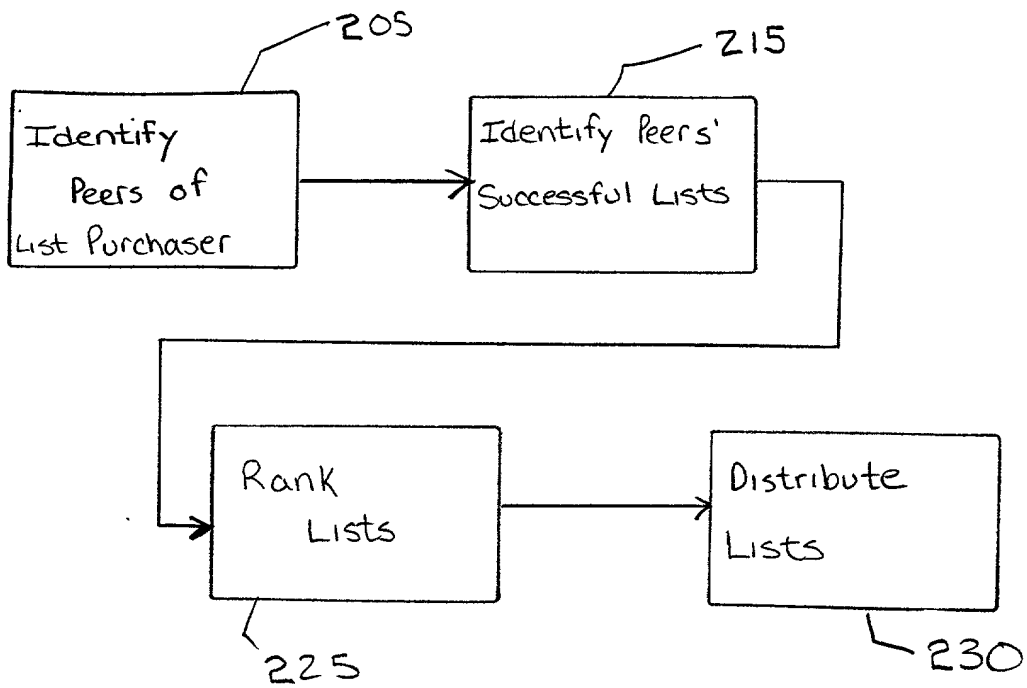 205
215
Identify
Peers of
List Purchaser
Identify Peers'
Successful Lists
Rank
Lists
Distribute
Lists
225
230